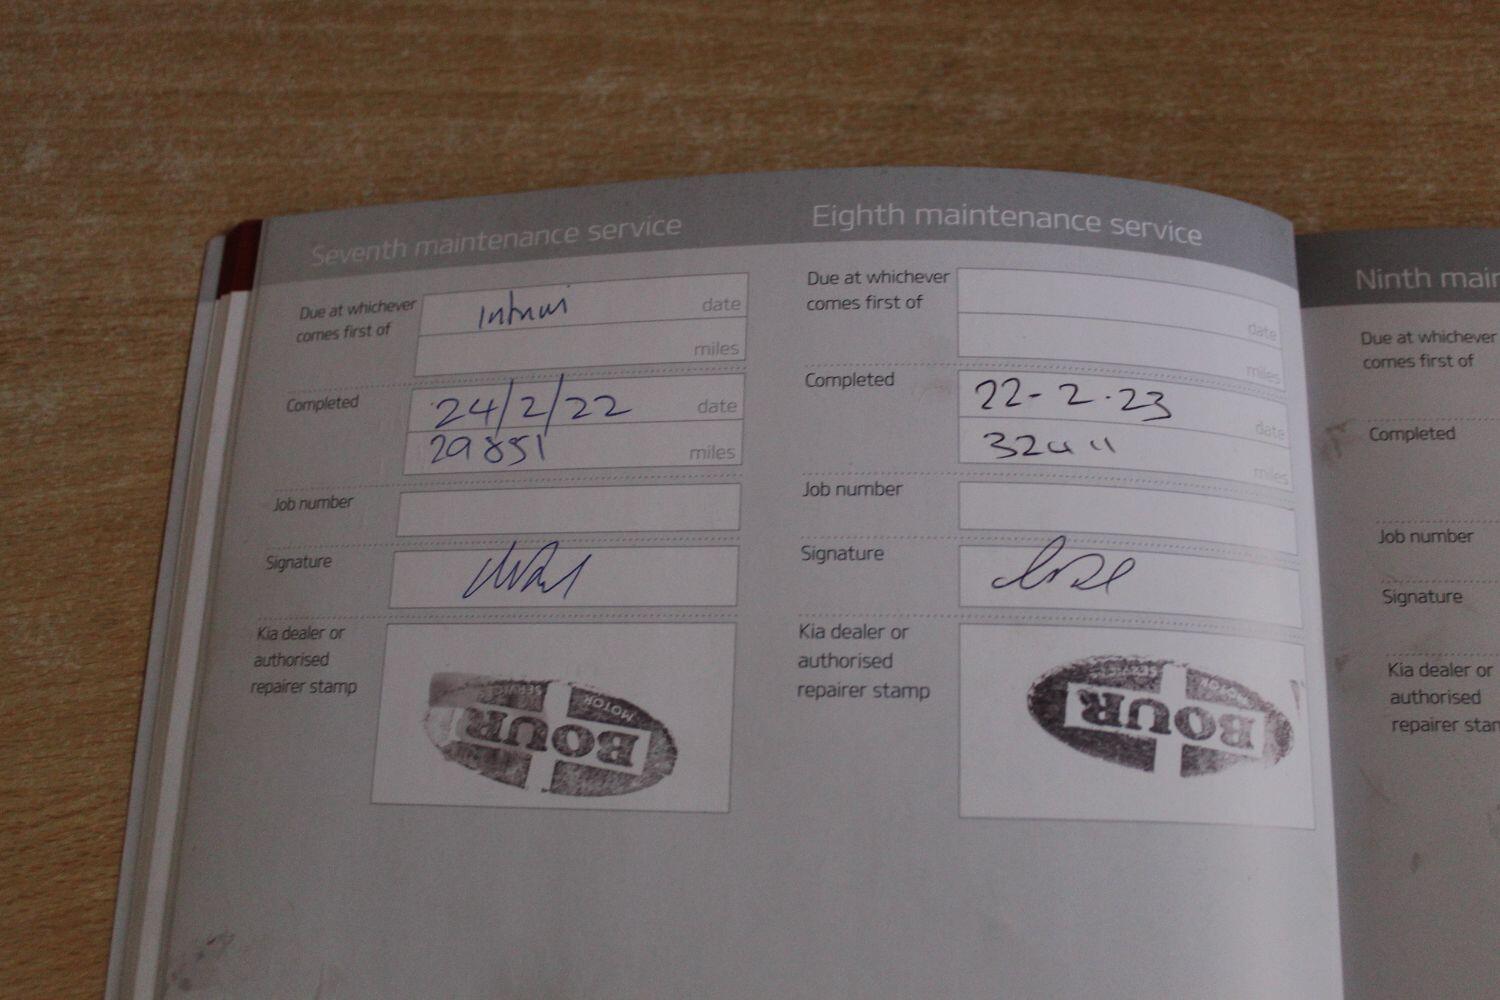 Seventh maintenance service
Due at whichever
comes first of
date
miles
Completed
24/2/22 date
29851 miles
Job number
Signature
Kia dealer or
authorised
repairer stamp
SERVICE MOTOR
BOUR
Eighth maintenance service
Due at whichever
comes first of
date
miles
Completed
22-2.23 date
miles
Job number
Signature
Kia dealer or
authorised
repairer stamp
SERVICE MOTOR
BOUR
Ninth main
Due at whichever
comes first of
Completed
Job number
Signature
Kia dealer or
authorised
repairer stam